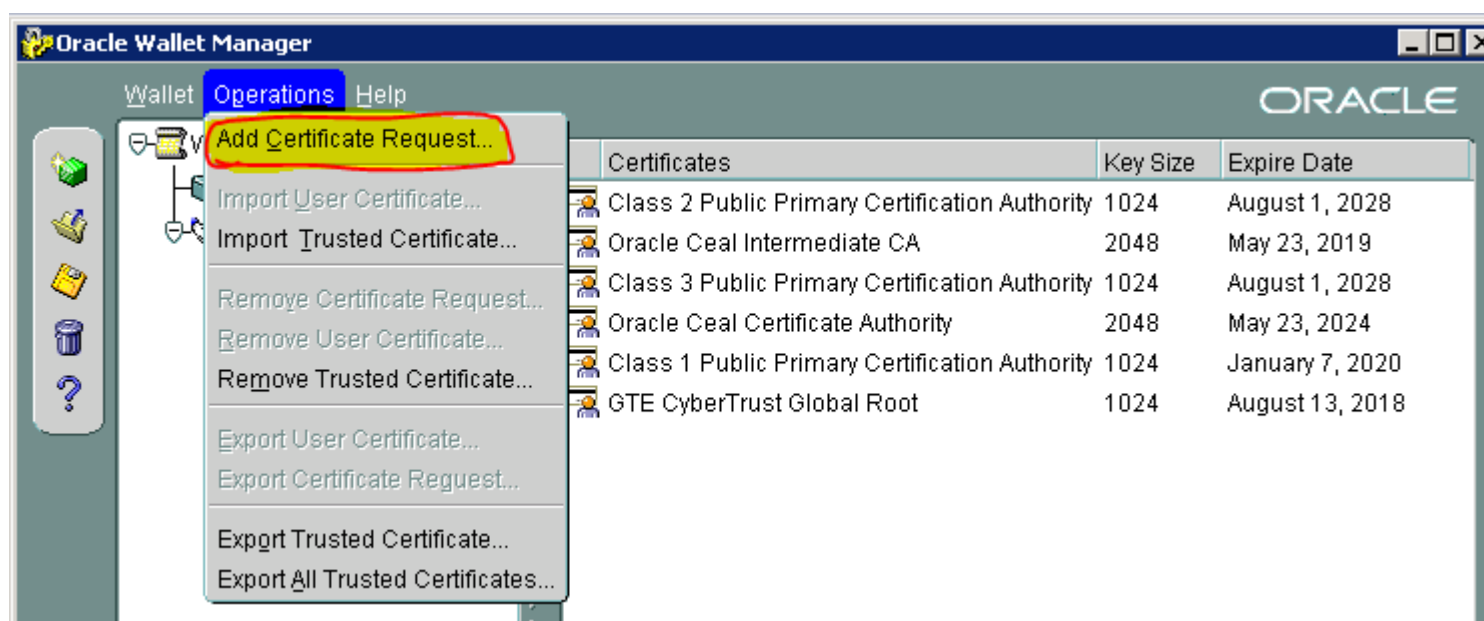 Oracle Wallet Manager
Wallet Operations Help
ORACLE
Add Certificate Request...
Import User Certificate...
Import Trusted Certificate...
Remove Certificate Request...
Remove User Certificate...
Remove Trusted Certificate...
Export User Certificate...
Export Certificate Request...
Export Trusted Certificate...
Export All Trusted Certificates...
Certificates Key Size Expire Date
Class 2 Public Primary Certification Authority 1024 August 1, 2028
Oracle Ceal Intermediate CA 2048 May 23, 2019
Class 3 Public Primary Certification Authority 1024 August 1, 2028
Oracle Ceal Certificate Authority 2048 May 23, 2024
Class 1 Public Primary Certification Authority 1024 January 7, 2020
GTE CyberTrust Global Root 1024 August 13, 2018